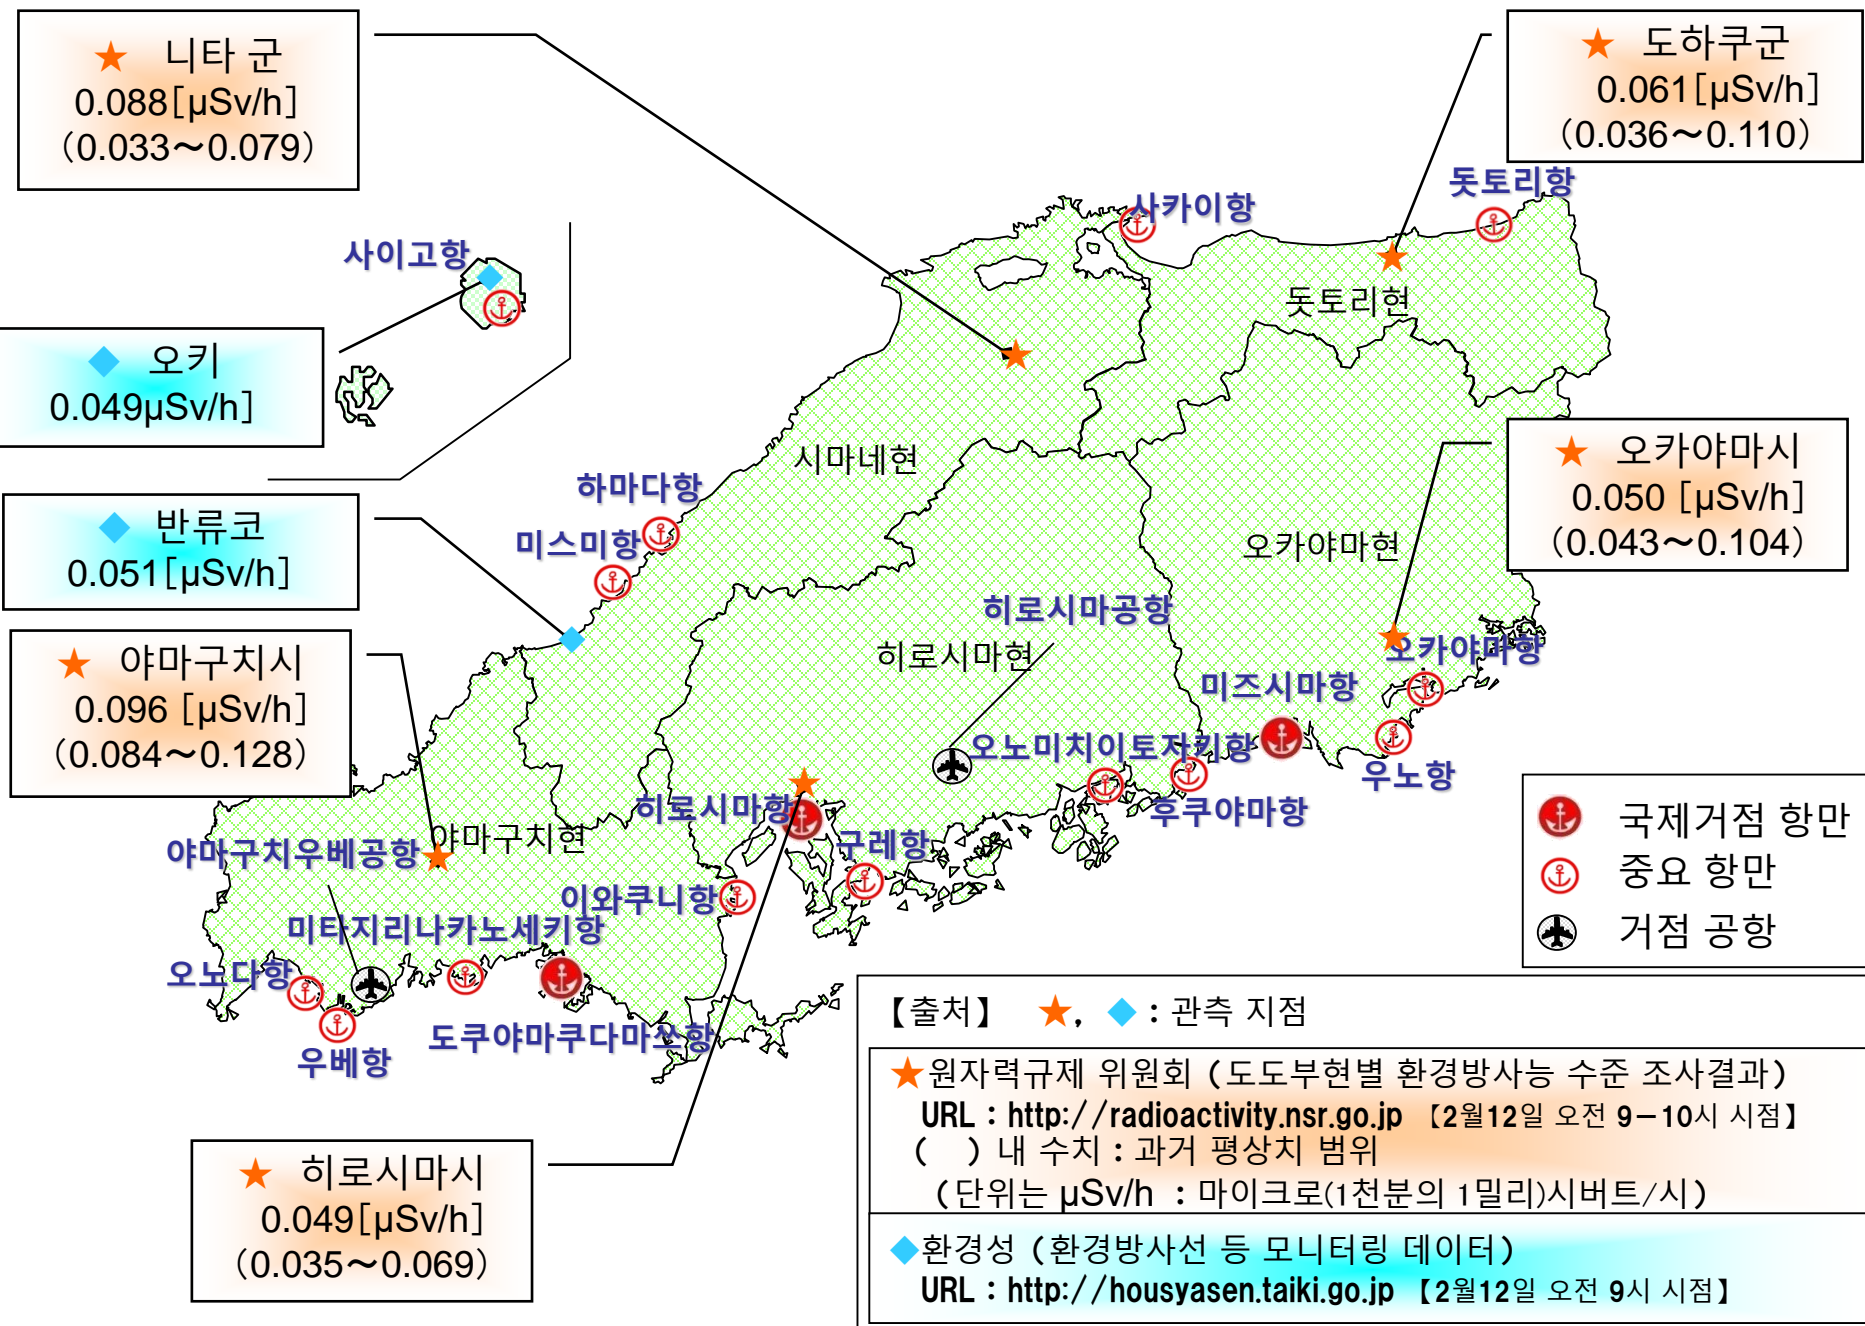 ★ 니타 군
0.088[μSv/h]
(0.033～0.079)
★ 도하쿠군
0.061[μSv/h]
(0.036～0.110)
돗토리항
사카이항
사이고항
돗토리현
◆ 오키
0.049μSv/h]
★ 오카야마시
0.050 [μSv/h]
(0.043～0.104)
시마네현
하마다항
◆ 반류코
0.051[μSv/h]
미스미항
오카야마현
히로시마공항
★ 야마구치시
0.096 [μSv/h]
(0.084～0.128)
히로시마현
오카야마항
미즈시마항
오노미치이토자키항
우노항
히로시마항
후쿠야마항
야마구치현
야마구치우베공항
구레항
이와쿠니항
미타지리나카노세키항
오노다항
도쿠야마쿠다마쓰항
우베항
국제거점 항만
중요 항만
거점 공항
【출처】 ★, ◆ : 관측 지점
★원자력규제 위원회 (도도부현별 환경방사능 수준 조사결과)
URL : http://radioactivity.nsr.go.jp 【2월12일 오전 9－10시 시점】
( ) 내 수치 : 과거 평상치 범위
(단위는 μSv/h : 마이크로(1천분의 1밀리)시버트/시)
◆환경성 (환경방사선 등 모니터링 데이터)
URL : http://housyasen.taiki.go.jp 【2월12일 오전 9시 시점】
★ 히로시마시
0.049[μSv/h]
(0.035～0.069)